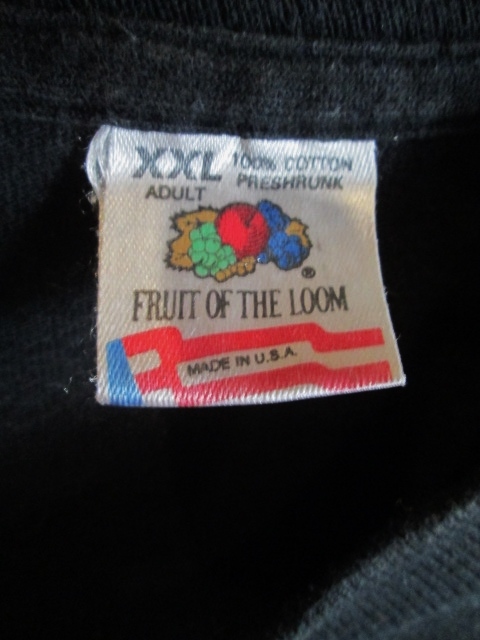 XXL 100% COTTON
ADULT PRESHRUNK
®
FRUIT OF THE LOOM
MADE IN U.S.A.